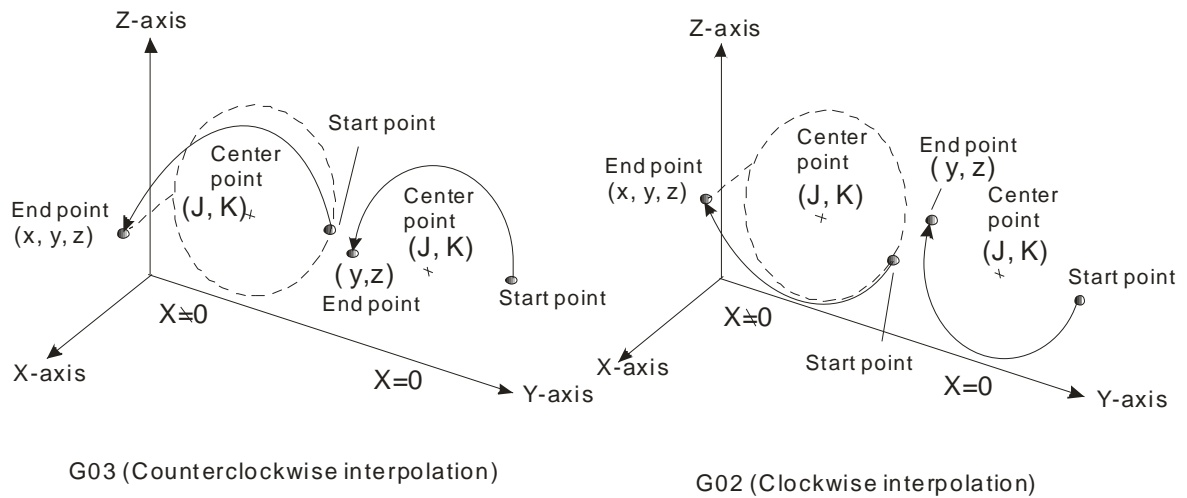 Z-axis
Start point
Center
point
(J, K)
End point
(x, y, z)
Center
point
(J, K)
(y,z)
End point
Start point
X≠0
X-axis
X=0
Y-axis
G03 (Counterclockwise interpolation)
Z-axis
Center
point
(J, K)
End point
(y, z)
End point
(x, y, z)
Center
point
(J, K)
Start point
X≠0
Start point
X-axis
X=0
Y-axis
G02 (Clockwise interpolation)